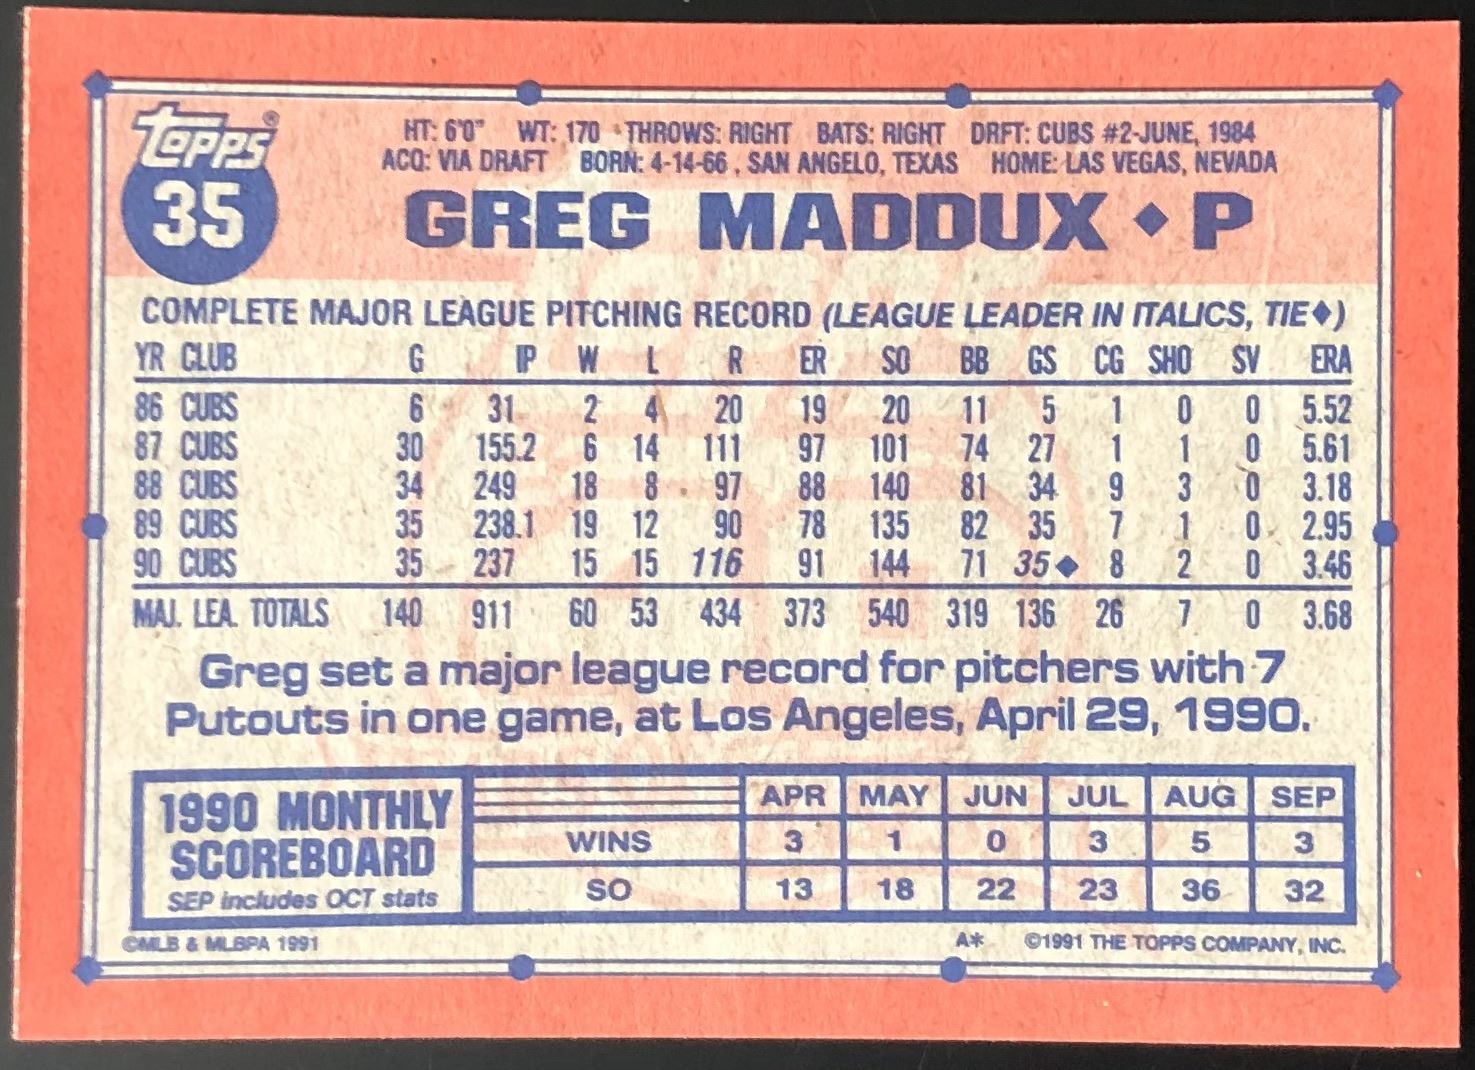 Topps®
35
HT: 6'0" WT: 170 THROWS: RIGHT BATS: RIGHT DRFT: CUBS #2-JUNE, 1984
ACQ: VIA DRAFT BORN: 4-14-66, SAN ANGELO, TEXAS HOME: LAS VEGAS, NEVADA
GREG MADDUX ◆ P
COMPLETE MAJOR LEAGUE PITCHING RECORD (LEAGUE LEADER IN ITALICS, TIE◆)
YR CLUB G IP W L R ER SO BB GS CG SHO SV ERA
86 CUBS 6 31 2 4 20 19 20 11 5 1 0 0 5.52
87 CUBS 30 155.2 6 14 111 97 101 74 27 1 1 0 5.61
88 CUBS 34 249 18 8 97 88 140 81 34 9 3 0 3.18
89 CUBS 35 238.1 19 12 90 78 135 82 35 7 1 0 2.95
90 CUBS 35 237 15 15 116 91 144 71 35◆ 8 2 0 3.46
MAJ. LEA. TOTALS 140 911 60 53 434 373 540 319 136 26 7 0 3.68
Greg set a major league record for pitchers with 7
Putouts in one game, at Los Angeles, April 29, 1990.
1990 MONTHLY
SCOREBOARD
SEP includes OCT stats
APR MAY JUN JUL AUG SEP
WINS 3 1 0 3 5 3
SO 13 18 22 23 36 32
©MLB & MLBPA 1991 A* ©1991 THE TOPPS COMPANY, INC.